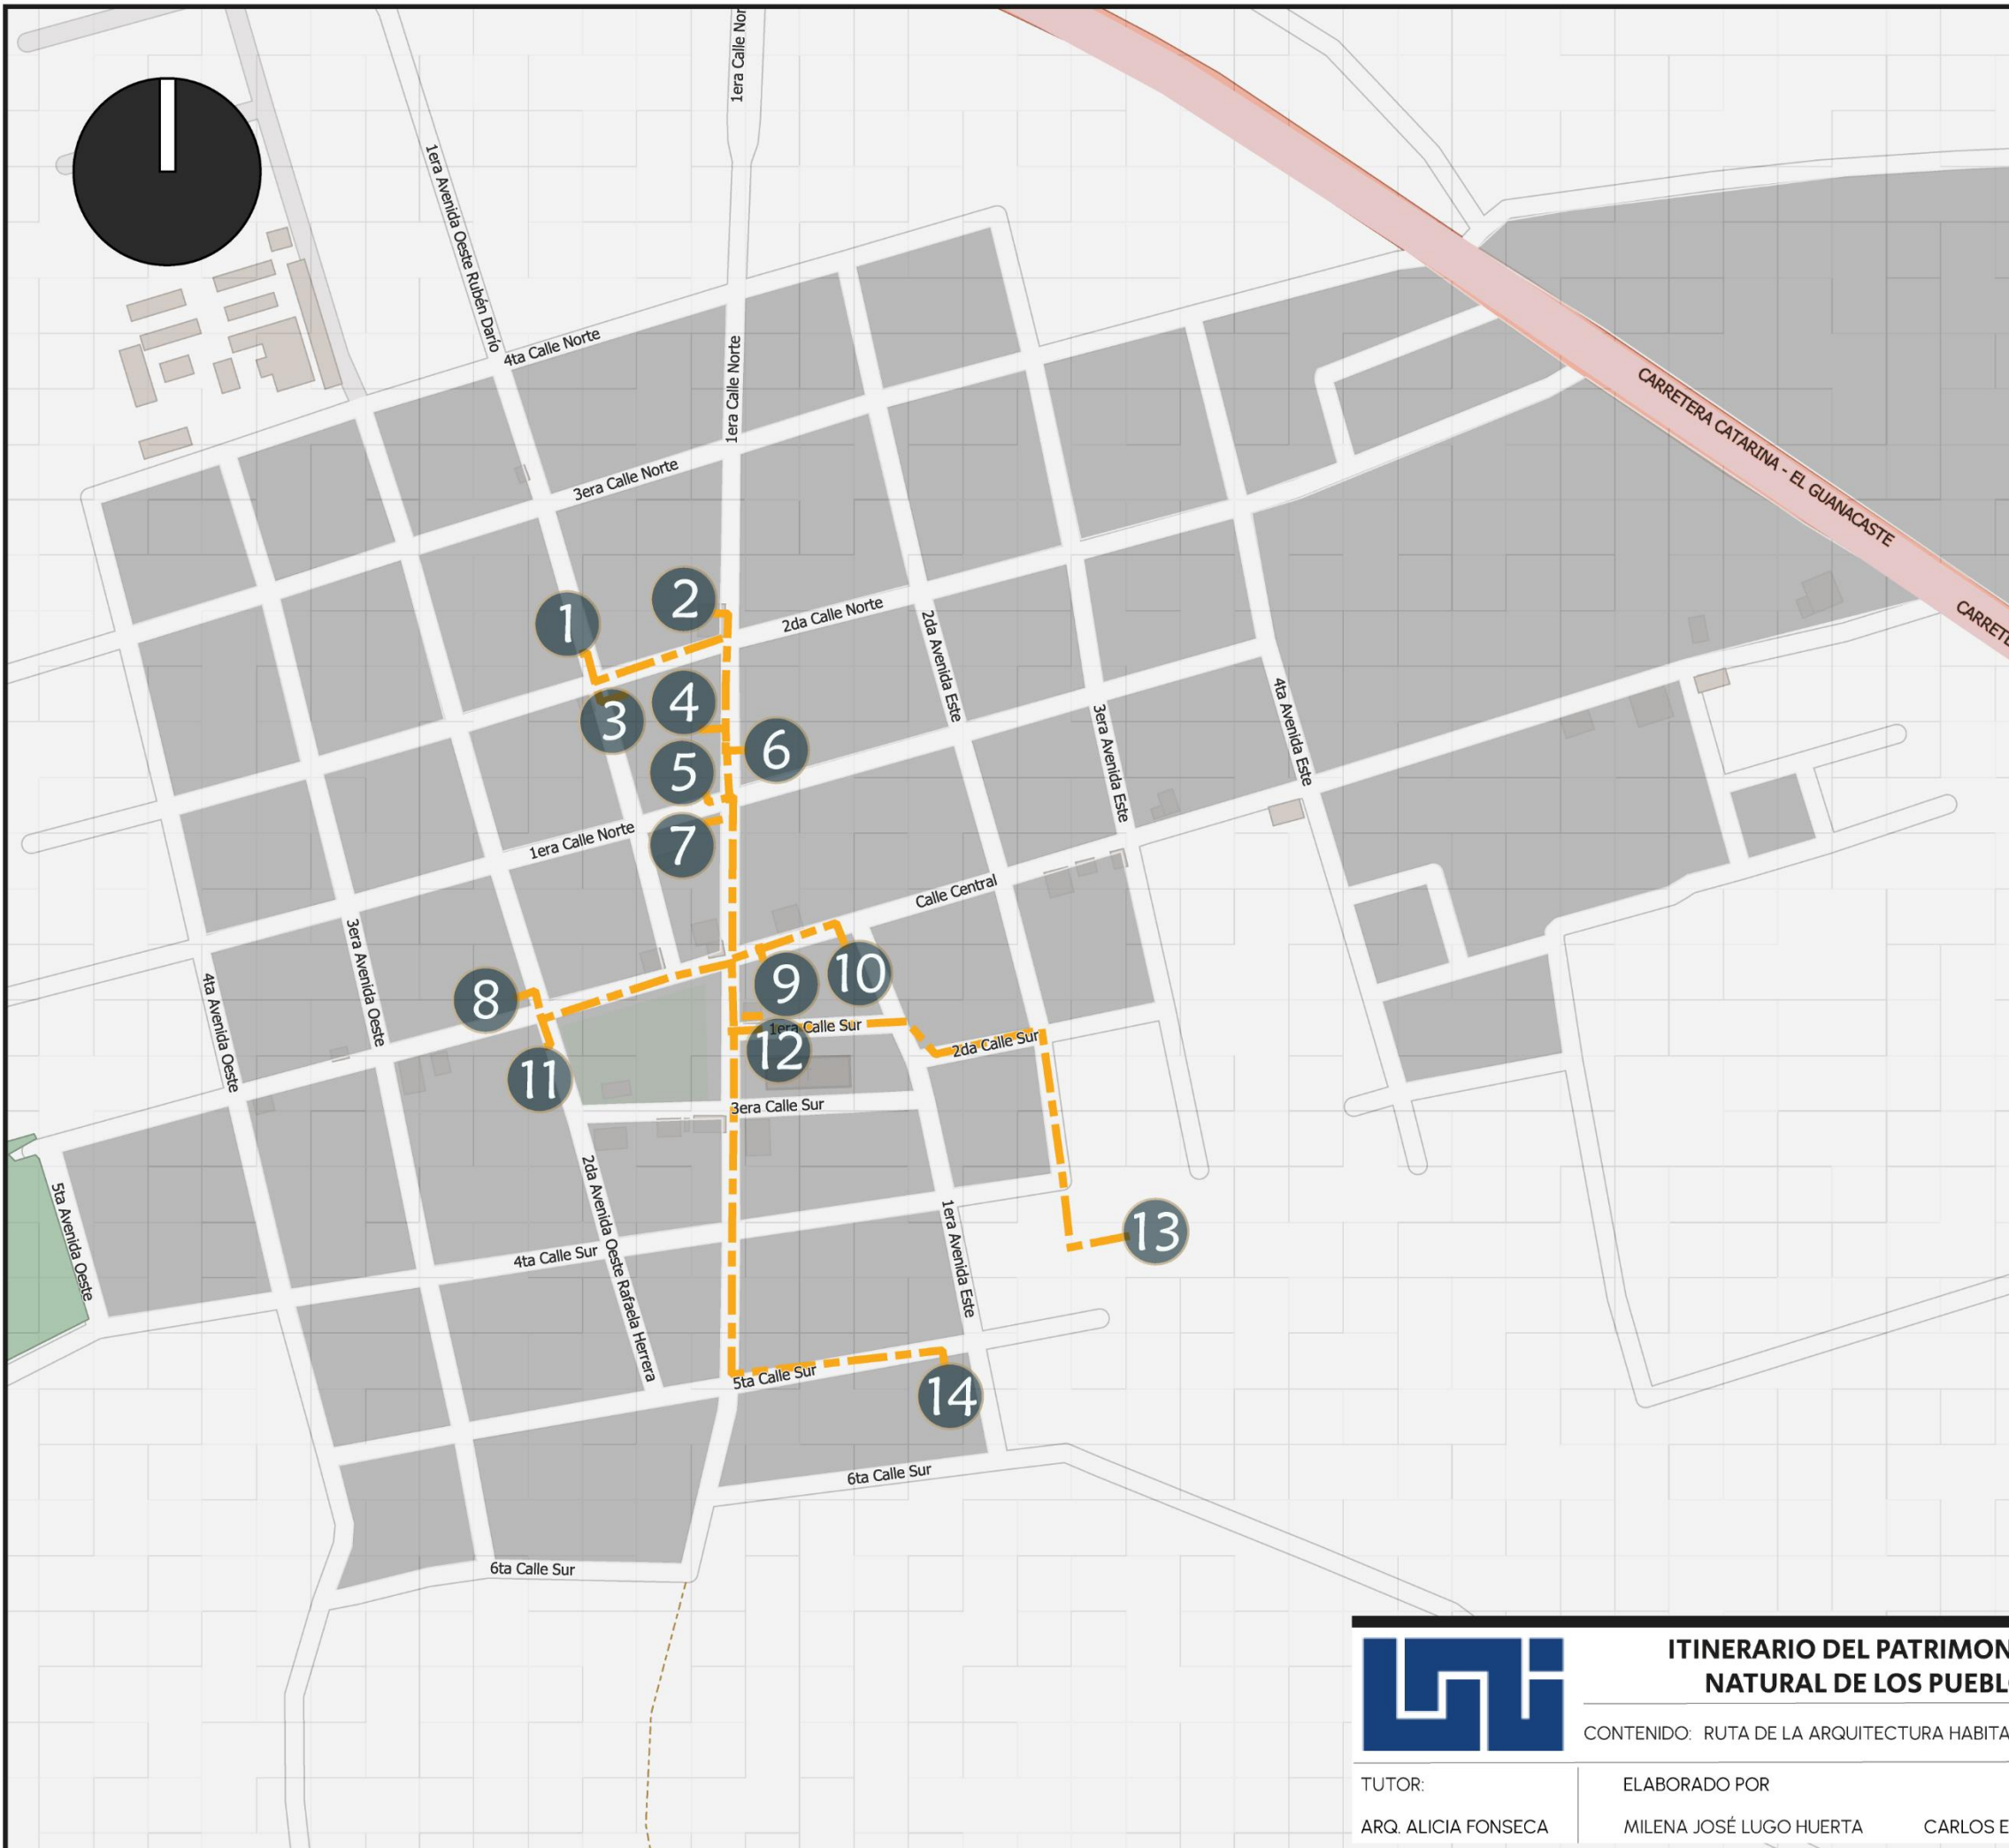 1era Calle Nor
1era Avenida Oeste Rubén Darío
4ta Calle Norte
1era Calle Norte
CARRETERA CATARINA - EL GUANACASTE
3era Calle Norte
1
2
2da Calle Norte
2da Avenida Este
CARRETE
3
4
5
6
7
3era Avenida Este
4ta Avenida Este
1era Calle Norte
Calle Central
3era Avenida Oeste
4ta Avenida Oeste
8
9
10
1era Calle Sur
2da Calle Sur
11
12
3era Calle Sur
5ta Avenida Oeste
2da Avenida Oeste Rafaela Herrera
4ta Calle Sur
1era Avenida Este
13
5ta Calle Sur
14
6ta Calle Sur
6ta Calle Sur
ITINERARIO DEL PATRIMON
NATURAL DE LOS PUEBL
CONTENIDO: RUTA DE LA ARQUITECTURA HABITA
TUTOR:
ELABORADO POR
ARQ. ALICIA FONSECA
MILENA JOSÉ LUGO HUERTA
CARLOS E